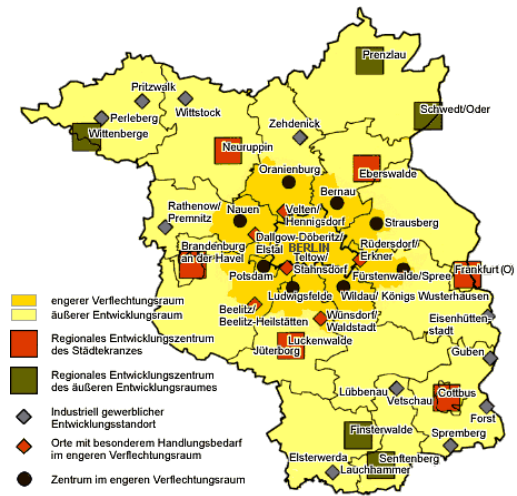 Prenzlau
Pritzwalk
Perleberg
Wittstock
Schwedt/Oder
Wittenberge
Zehdenick
Neuruppin
Oranienburg
Eberswalde
Bernau
Rathenow/
Premnitz
Nauen
Velten/
Hennigsdorf
Strausberg
Dallgow-Döberitz/
Elstal
BERLIN
Rüdersdorf/
Erkner
Brandenburg
an der Havel
Teltow/
Stahnsdorf
Potsdam
Fürstenwalde/Spree
Frankfurt (O)
Ludwigsfelde
Wildau/ Königs Wusterhausen
Beelitz/
Beelitz-Heilstätten
Wünsdorf/
Waldstadt
Eisenhütten-
stadt
Luckenwalde
Jüterborg
Guben
Lübbenau
Vetschau
Cottbus
Forst
Finsterwalde
Spremberg
Elsterwerda
Senftenberg
Lauchhammer
engerer Verflechtungsraum
äußerer Entwicklungsraum
Regionales Entwicklungszentrum
des Städtekranzes
Regionales Entwicklungszentrum
des äußeren Entwicklungsraumes
Industriell gewerblicher
Entwicklungsstandort
Orte mit besonderem Handlungsbedarf
im engeren Verflechtungsraum
Zentrum im engeren Verflechtungsraum